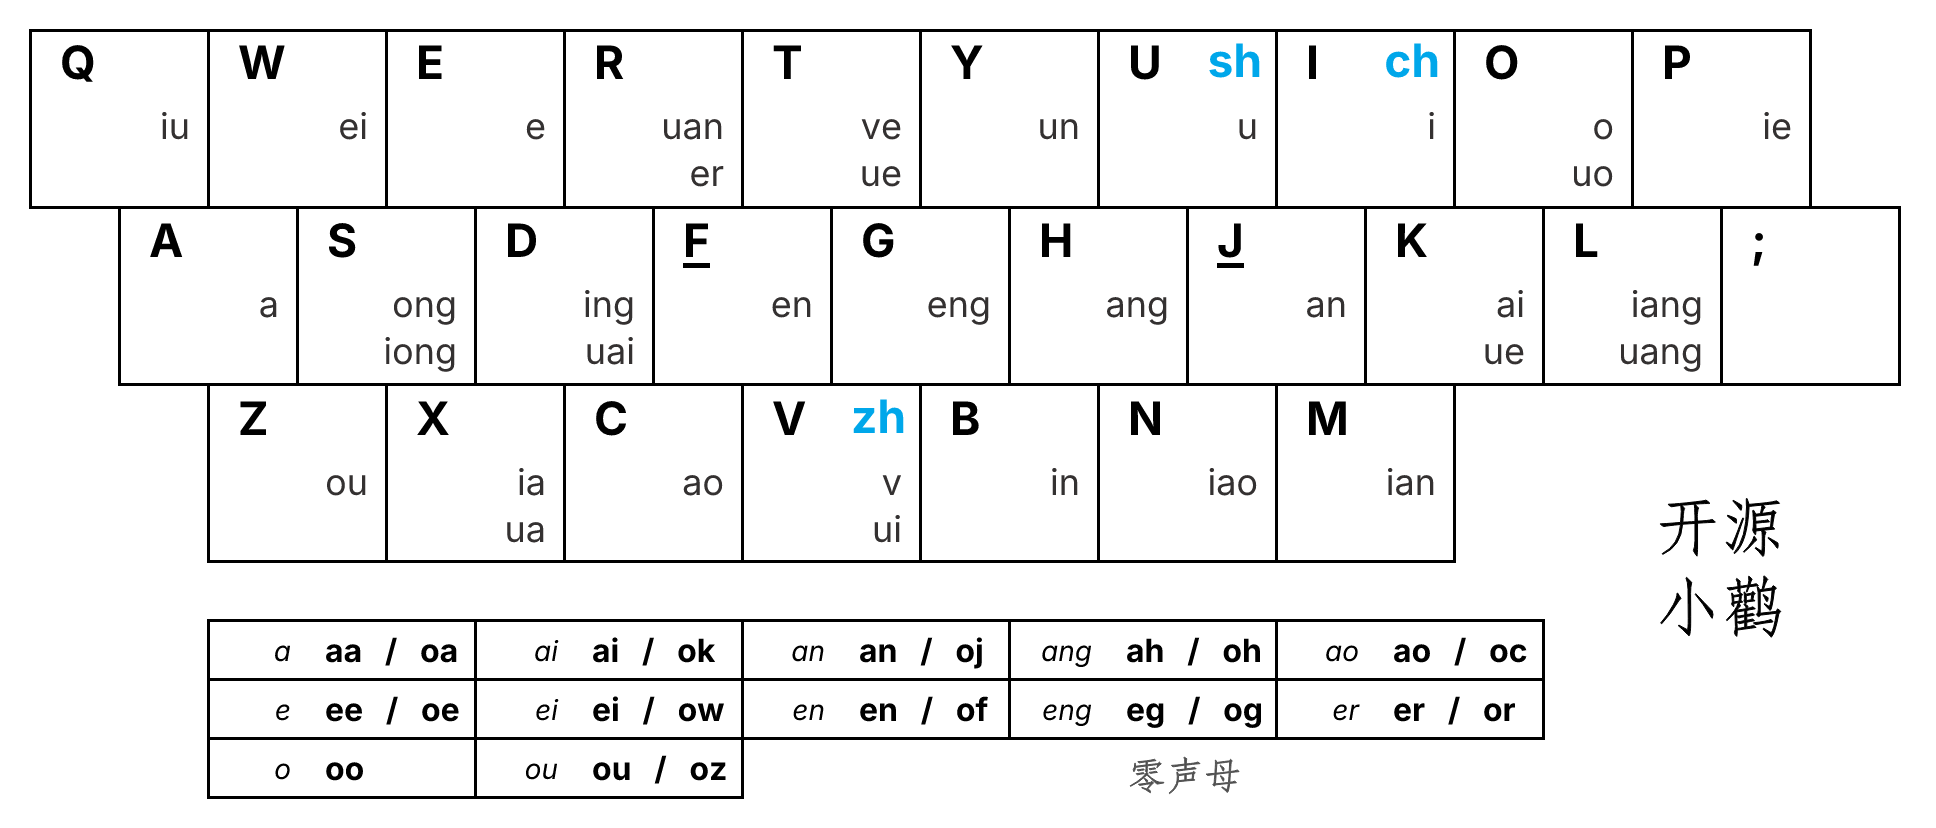 Q W E R T Y U sh I ch O P
iu ei e uan ve un u i o ie
er ue uo
A S D F G H J K L ;
a ong ing en eng ang an ai iang
iong uai ue uang
Z X C V zh B N M
ou ia ao v in iao ian
ua ui
开源
小鹳
a aa / oa ai ai / ok an an / oj ang ah / oh ao ao / oc
e ee / oe ei ei / ow en en / of eng eg / og er er / or
o oo ou ou / oz
零声母